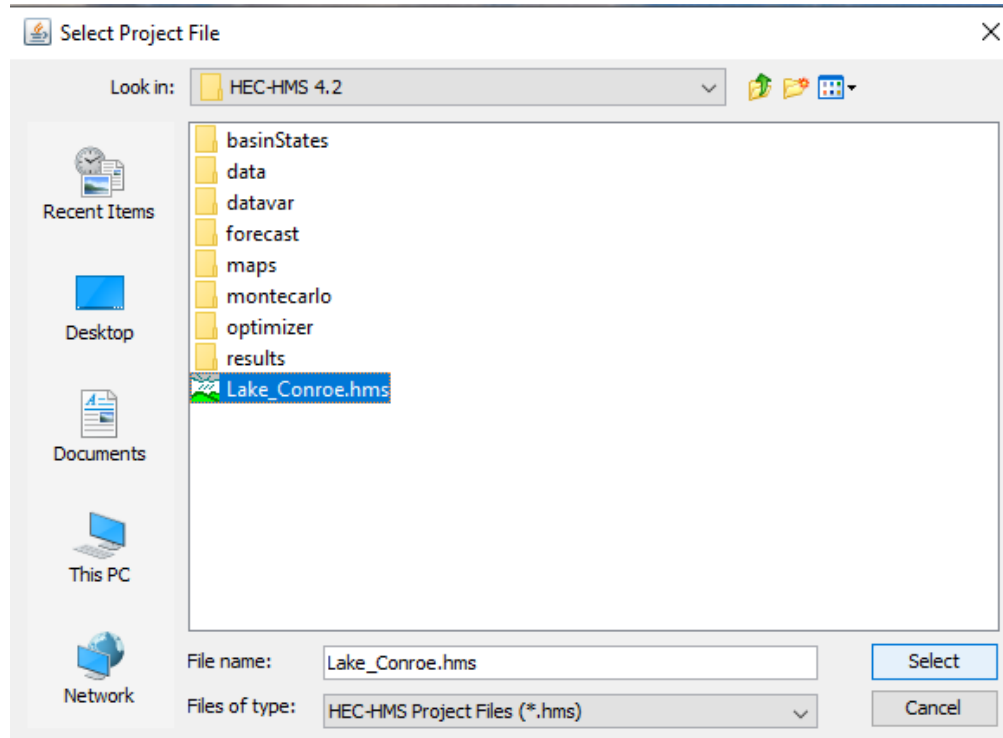 Select Project File
Look in:
HEC-HMS 4.2
Recent Items
Desktop
Documents
This PC
Network
basinStates
data
datavar
forecast
maps
montecarlo
optimizer
results
Lake_Conroe.hms
File name:
Lake_Conroe.hms
Select
Files of type:
HEC-HMS Project Files (*.hms)
Cancel